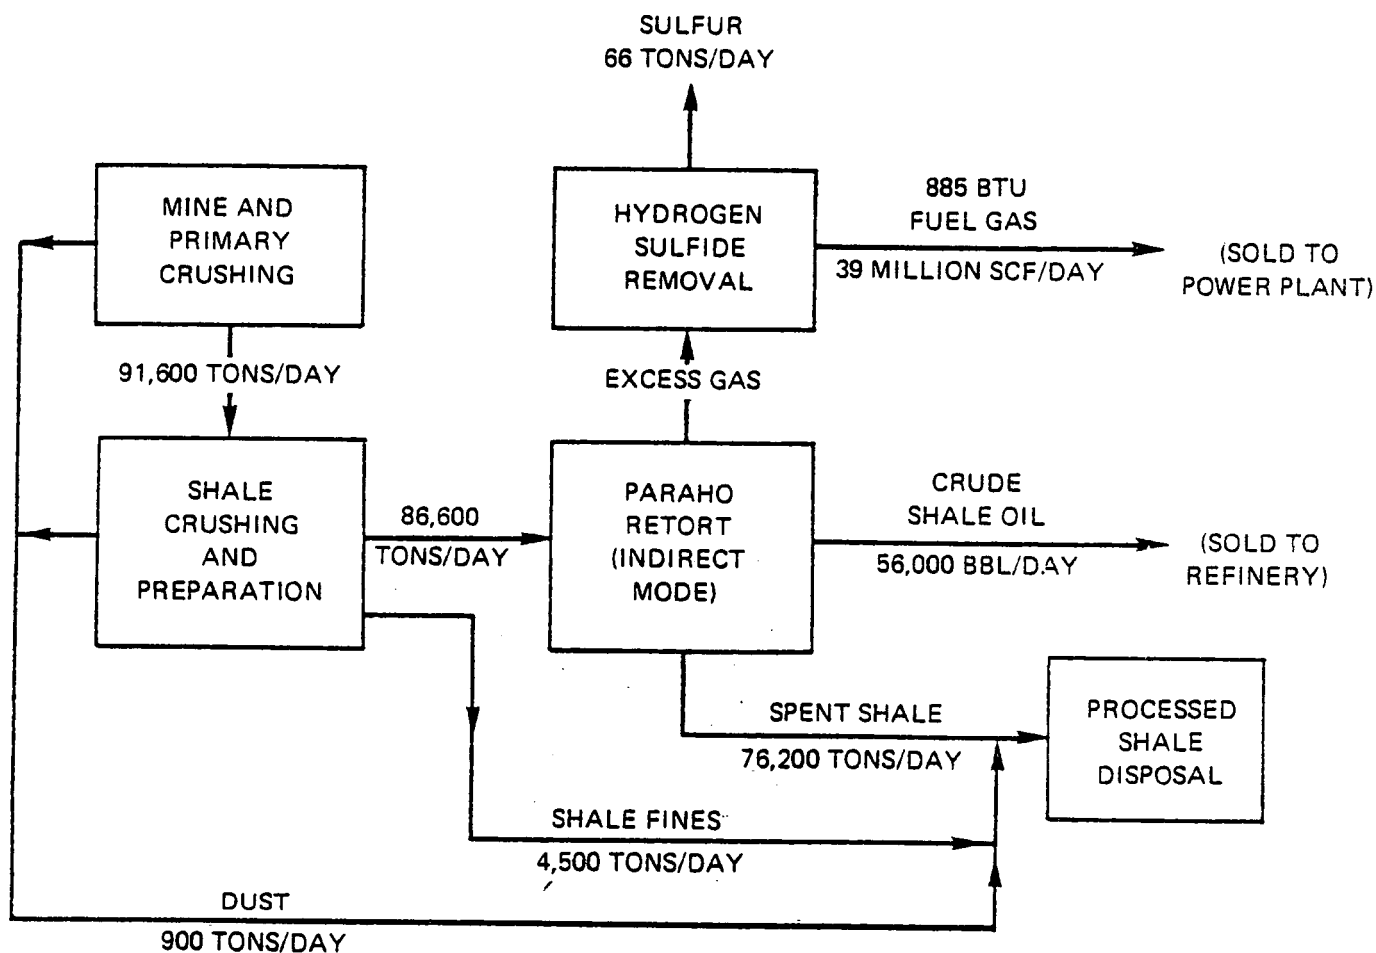 SULFUR
66 TONS/DAY
MINE AND
PRIMARY
CRUSHING
HYDROGEN
SULFIDE
REMOVAL
885 BTU
FUEL GAS
39 MILLION SCF/DAY
(SOLD TO
POWER PLANT)
91,600 TONS/DAY
EXCESS GAS
SHALE
CRUSHING
AND
PREPARATION
86,600
TONS/DAY
PARAHO
RETORT
(INDIRECT
MODE)
CRUDE
SHALE OIL
56,000 BBL/DAY
(SOLD TO
REFINERY)
SPENT SHALE
76,200 TONS/DAY
PROCESSED
SHALE
DISPOSAL
SHALE FINES
4,500 TONS/DAY
DUST
900 TONS/DAY